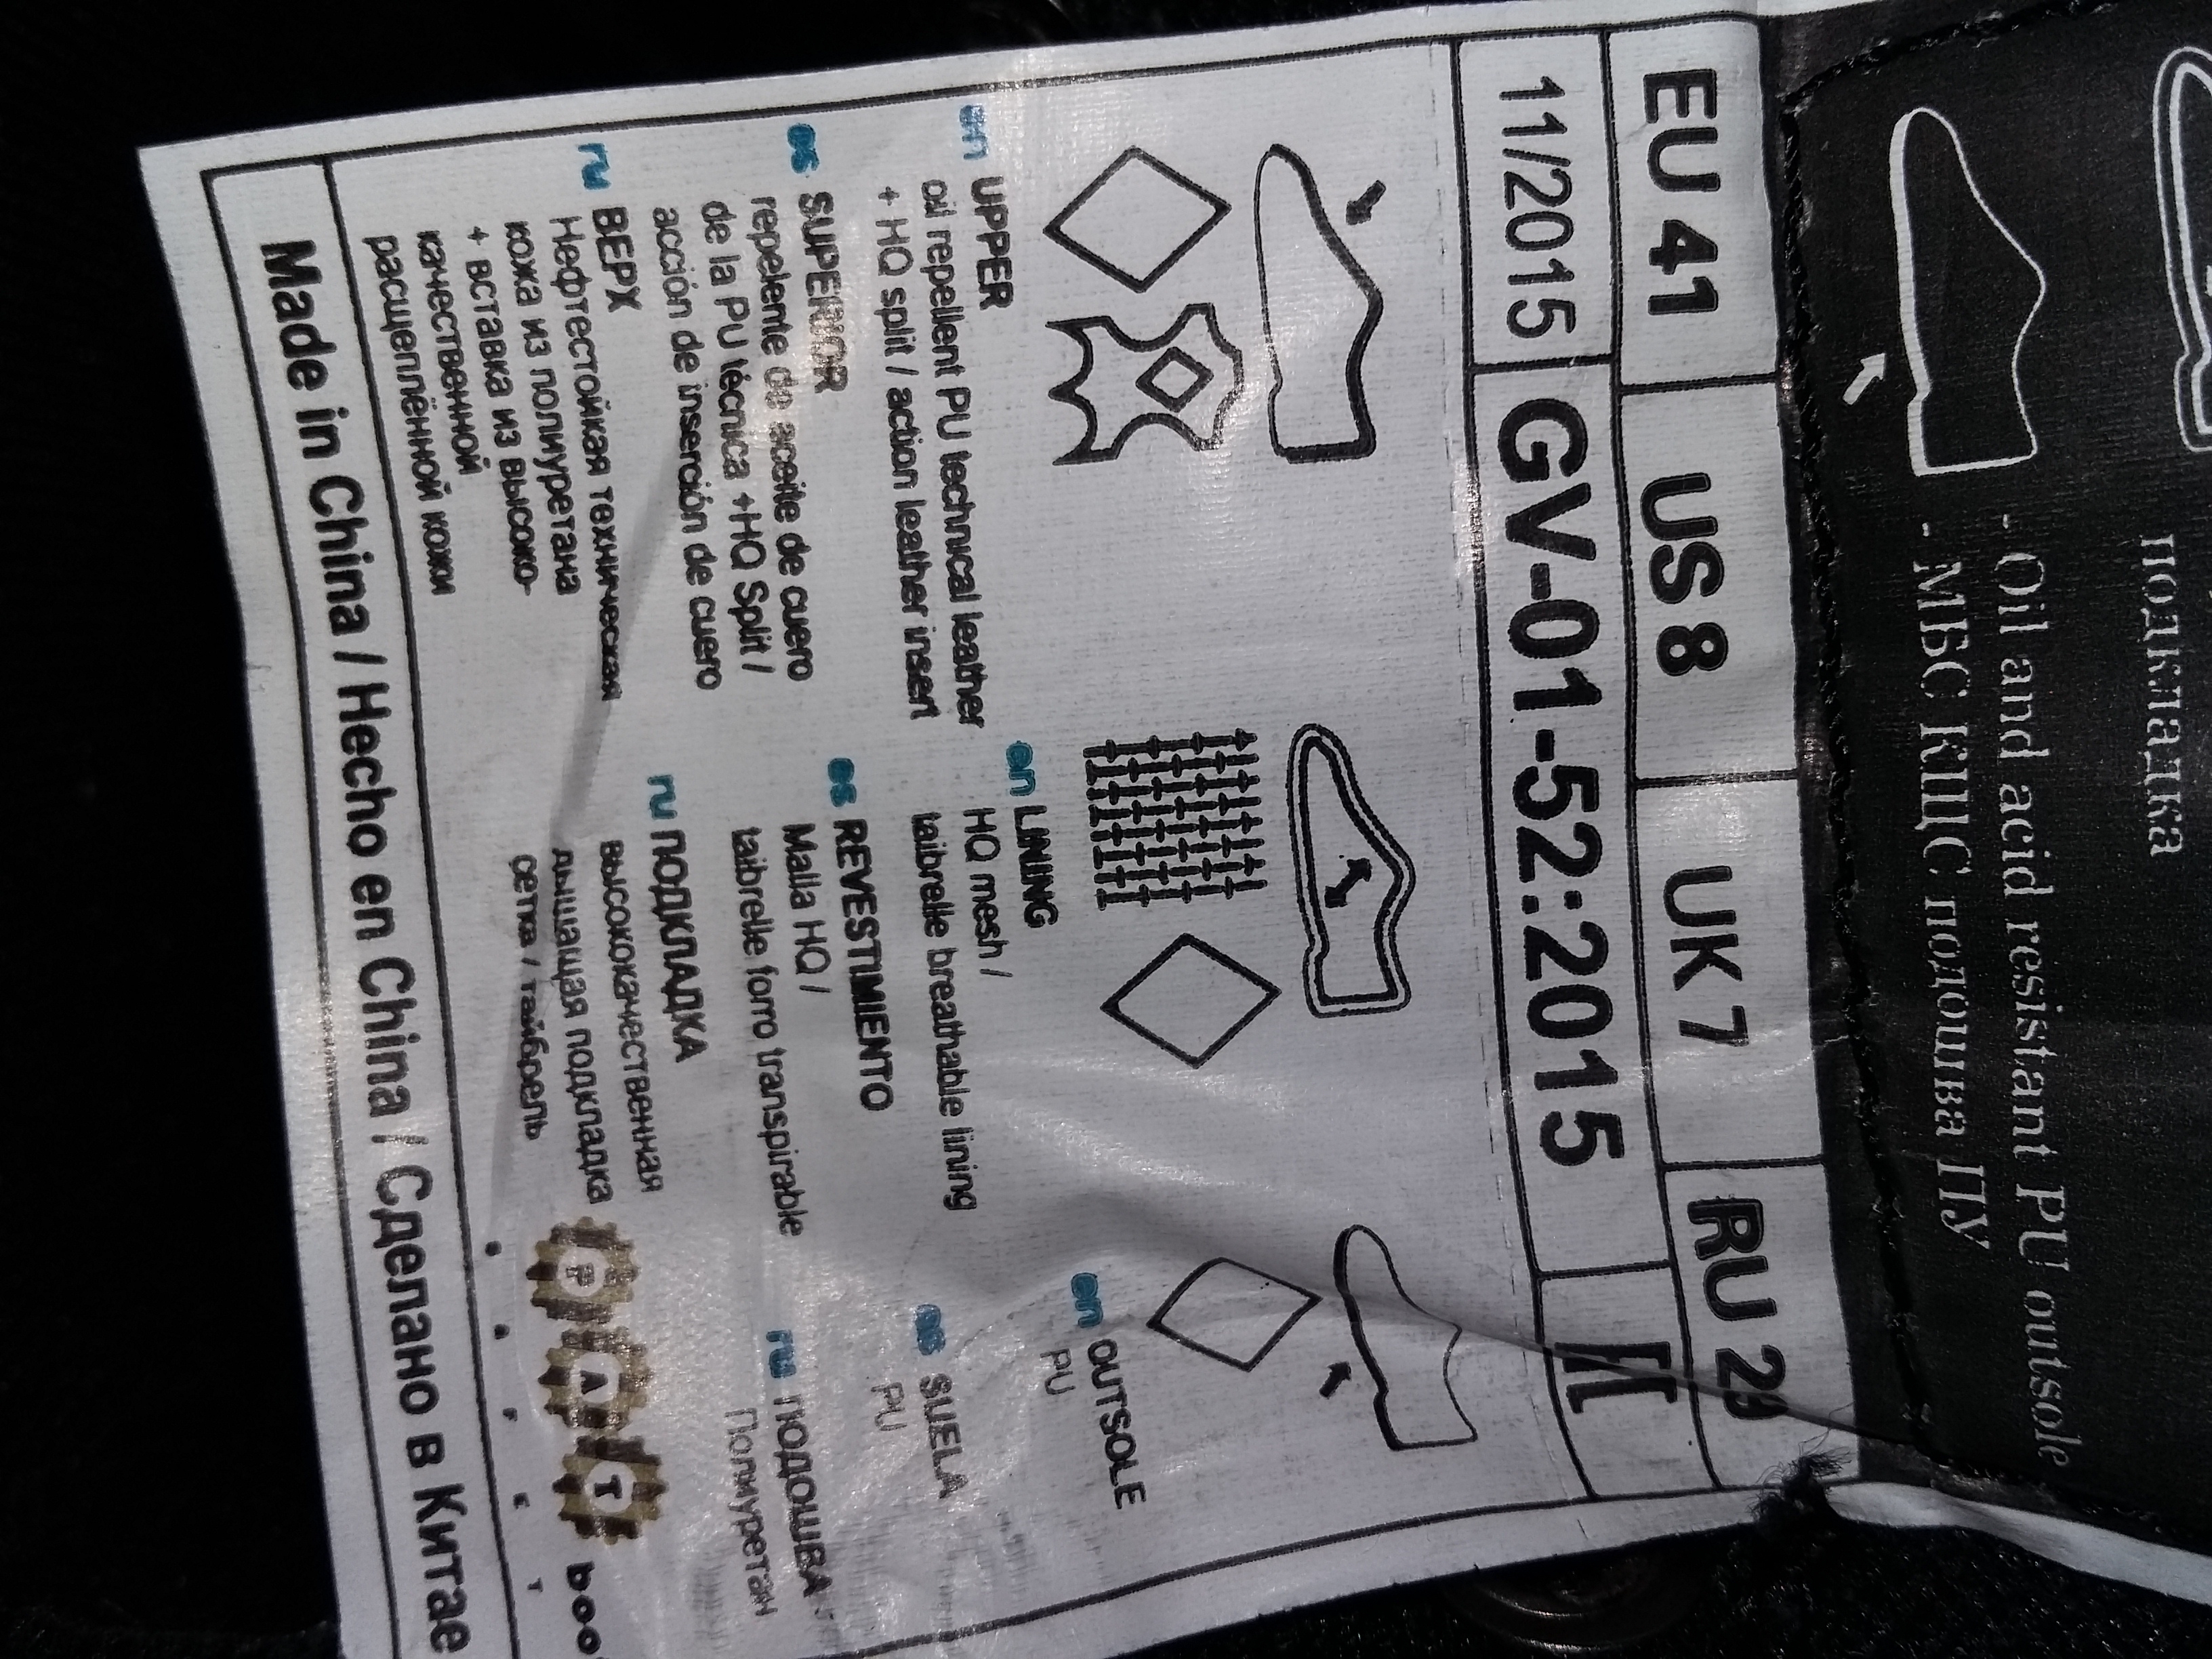 подкладка
- Oil and acid resistant PU outsole
- МБС КЩС подошва ПУ
EU 41
US 8
UK 7
RU
11/2015
GV-01-52:2015
en UPPER
oil repellent PU technical leather
+ HQ split / action leather insert
es SUPERIOR
repelente de aceite de cuero
de la PU técnica +HQ Split /
acción de inserción de cuero
ru ВЕРХ
Нефтестойкая техническая
кожа из полиуретана
+ вставка из высоко-
качественной
расщеплённой кожи
en LINING
HQ mesh /
taibrelle breathable lining
es REVESTIMIENTO
Malla HQ /
taibrelle forro transpirable
ru ПОДКЛАДКА
высококачественная
дышащая подкладка
сетка / тайбрель
en OUTSOLE
PU
es SUELA
PU
ru ПОДОШВА
Полиуретан
Made in China / Hecho en China / Сделано в Китае